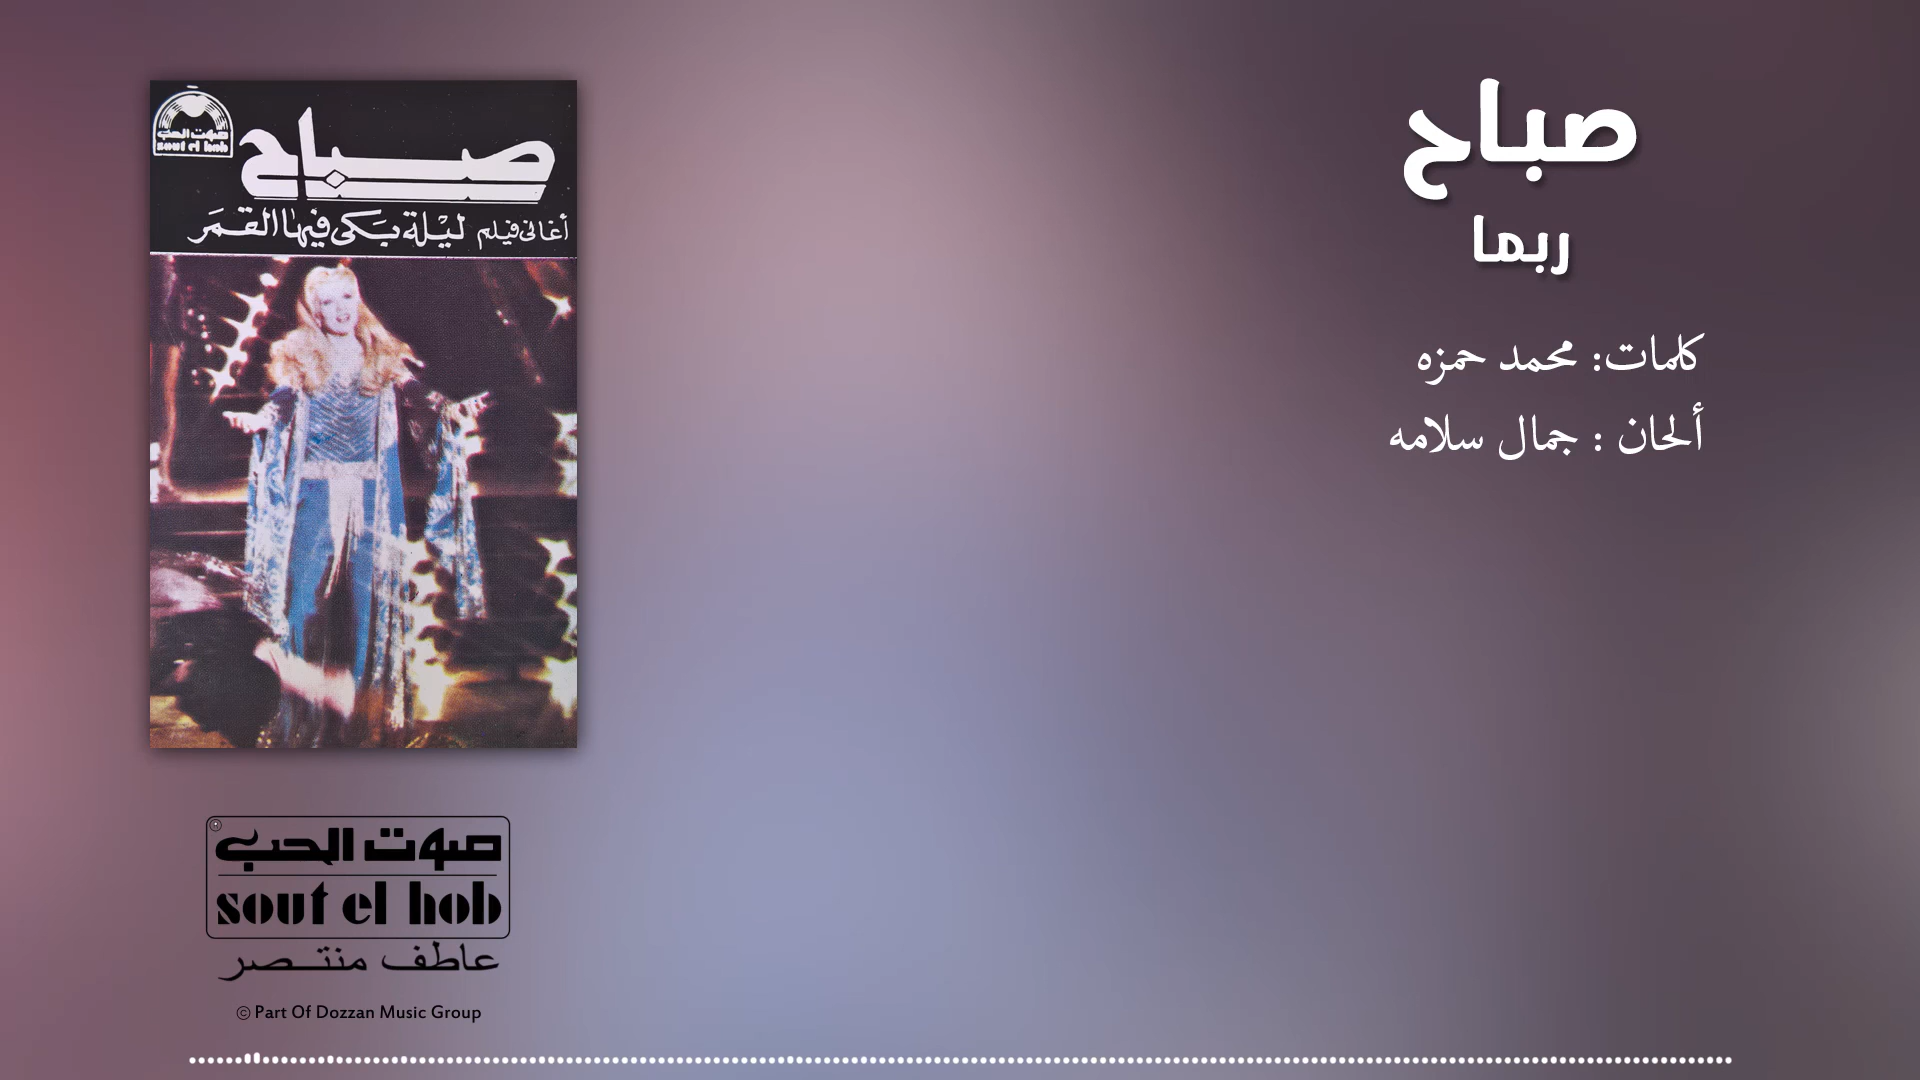 صوت الحب
sout el hob
صباح
أغانى فيلم ليلة بكى فيها القمر
صباح
ربما
كلمات: محمد حمزه
ألحان : جمال سلامه
صوت الحب
sout el hob
عاطف منتصر
© Part Of Dozzan Music Group